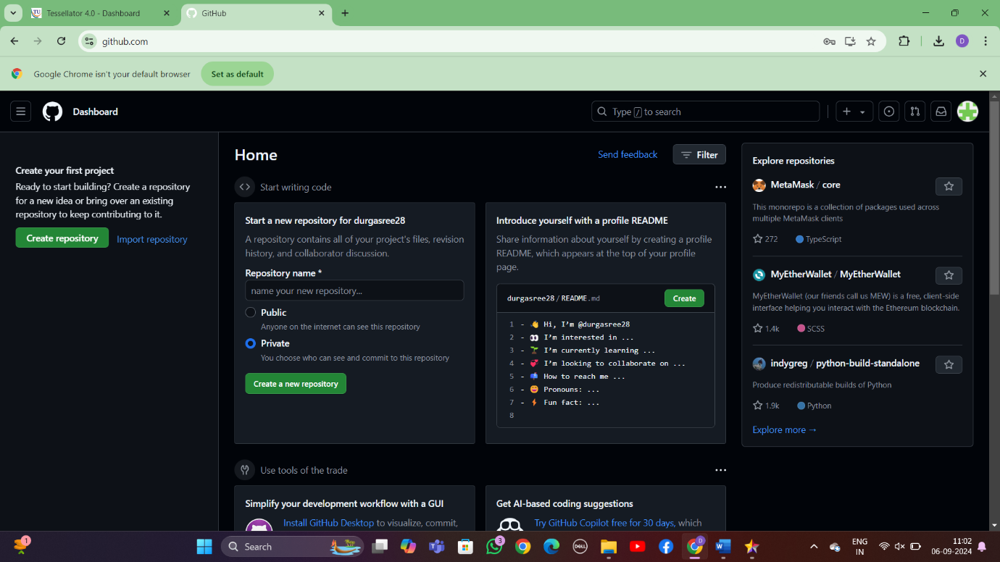 Tessellator 4.0 - Dashboard
GitHub
github.com
D
Google Chrome isn't your default browser
Set as default
Dashboard
Type / to search
Create your first project
Ready to start building? Create a repository
for a new idea or bring over an existing
repository to keep contributing to it.
Create repository
Import repository
Home
Send feedback
Filter
Start writing code
Start a new repository for durgasree28
A repository contains all of your project's files, revision
history, and collaborator discussion.
Repository name *
name your new repository...
Public
Anyone on the internet can see this repository
Private
You choose who can see and commit to this repository
Create a new repository
Introduce yourself with a profile README
Share information about yourself by creating a profile
README, which appears at the top of your profile
page.
durgasree28/README.md
Create
1 - 👋 Hi, I'm @durgasree28
2 - 👀 I'm interested in ...
3 - 🌱 I'm currently learning ...
4 - 💞️ I'm looking to collaborate on ...
5 - 📫 How to reach me ...
6 - 😄 Pronouns: ...
7 - ⚡ Fun fact: ...
8
Use tools of the trade
Simplify your development workflow with a GUI
Install GitHub Desktop to visualize, commit,
Get AI-based coding suggestions
Try GitHub Copilot free for 30 days, which
Explore repositories
MetaMask / core
This monorepo is a collection of packages used across
multiple MetaMask clients
272
TypeScript
MyEtherWallet / MyEtherWallet
MyEtherWallet (our friends call us MEW) is a free, client-side
interface helping you interact with the Ethereum blockchain.
1.4k
SCSS
indygreg / python-build-standalone
Produce redistributable builds of Python
1.9k
Python
Explore more →
1
Search
3
DELL
D
W
ENG
IN
11:02
06-09-2024